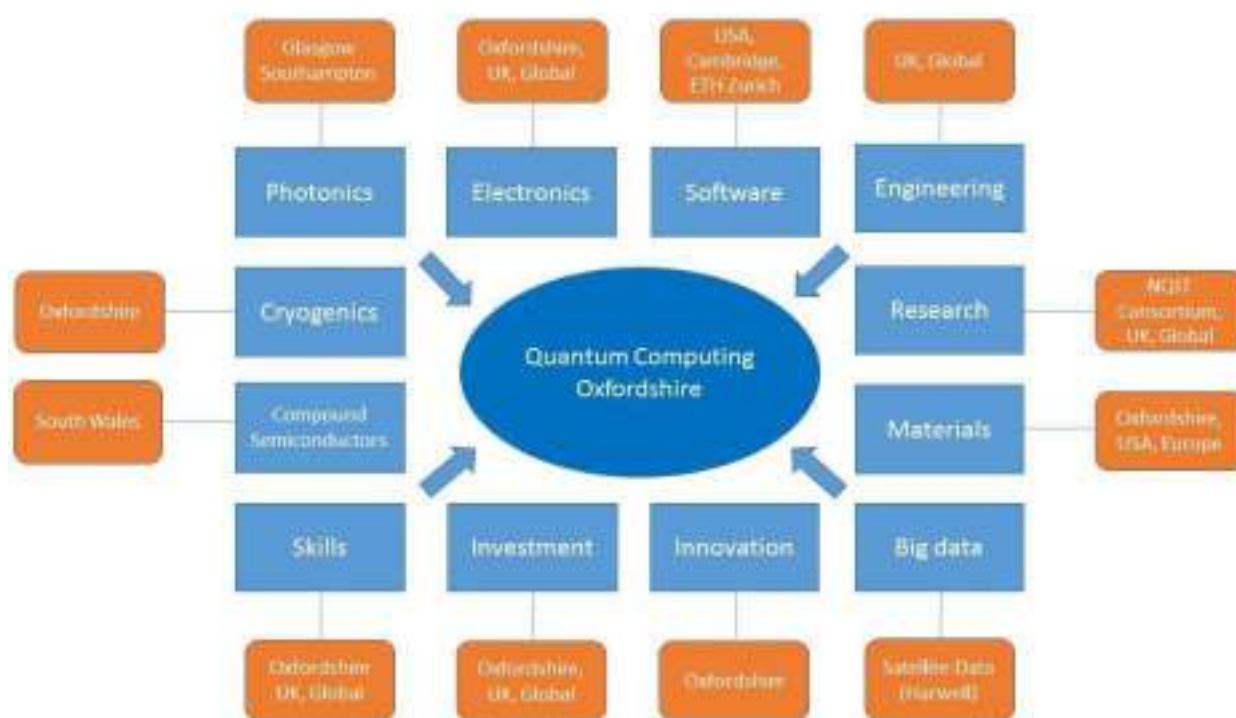 Glasgow
Southampton
Oxfordshire,
UK, Global
USA,
Cambridge,
ETH Zurich
UK, Global
Photonics
Electronics
Software
Engineering
Oxfordshire
Cryogenics
Research
NQIT
Consortium,
UK, Global
Quantum Computing
Oxfordshire
South Wales
Compound
Semiconductors
Materials
Oxfordshire,
USA, Europe
Skills
Investment
Innovation
Big data
Oxfordshire
UK, Global
Oxfordshire,
UK, Global
Oxfordshire
Satellite Data
(Harwell)